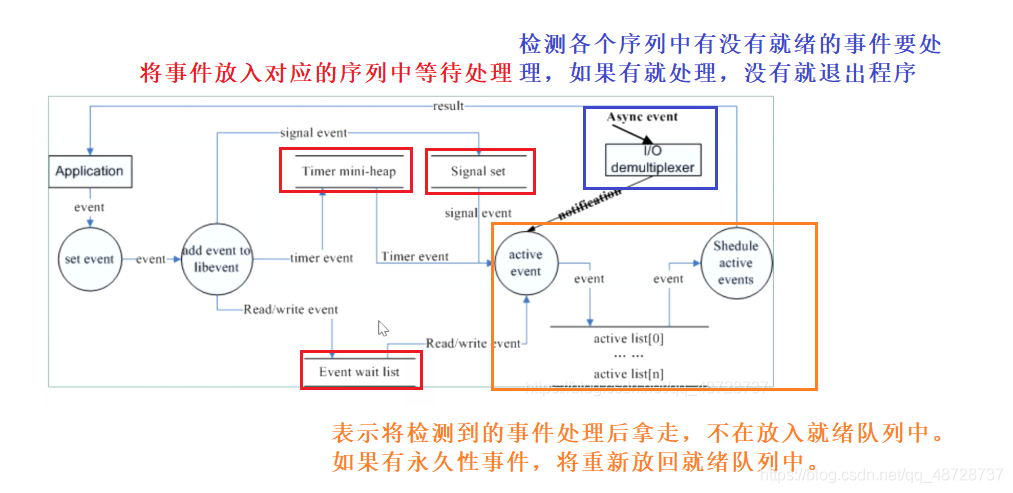 检测各个序列中有没有就绪的事件要处
将事件放入对应的序列中等待处理
理，如果有就处理，没有就退出程序
result
Async event
signal event
I/O
demultiplexer
Application
Timer mini-heap
Signal set
event
notification
signal event
set event
event
add event to
libevent
timer event
Timer event
active
event
event
event
Shedule
active
events
Read/write event
Read/write event
active list[0]
... ...
active list[n]
Event wait list
https://blog.csdn.net/qq_48728737
表示将检测到的事件处理后拿走，不在放入就绪队列中。
如果有永久性事件，将重新放回就绪队列中。
https://blog.csdn.net/qq_48728737